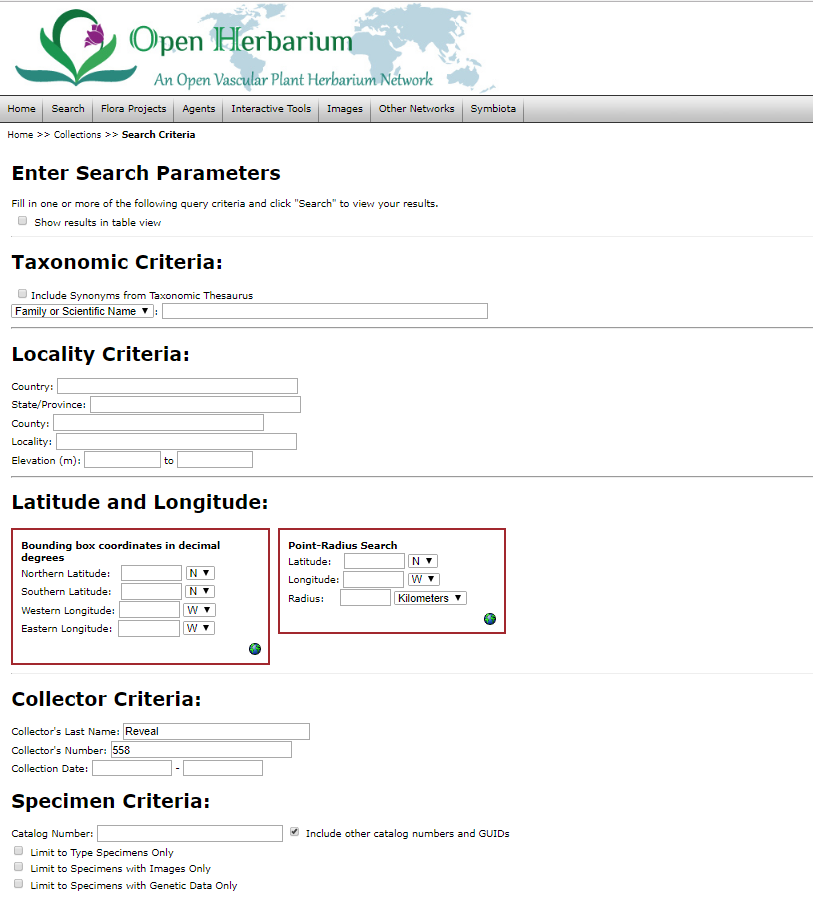 Open Herbarium
An Open Vascular Plant Herbarium Network
Home Search Flora Projects Agents Interactive Tools Images Other Networks Symbiota
Home >> Collections >> Search Criteria
Enter Search Parameters
Fill in one or more of the following query criteria and click "Search" to view your results.
Show results in table view
Taxonomic Criteria:
Include Synonyms from Taxonomic Thesaurus
Family or Scientific Name ▼ :
Locality Criteria:
Country:
State/Province:
County:
Locality:
Elevation (m): to
Latitude and Longitude:
Bounding box coordinates in decimal
degrees
Northern Latitude: N ▼
Southern Latitude: N ▼
Western Longitude: W ▼
Eastern Longitude: W ▼
Point-Radius Search
Latitude: N ▼
Longitude: W ▼
Radius: Kilometers ▼
Collector Criteria:
Collector's Last Name: Reveal
Collector's Number: 558
Collection Date: -
Specimen Criteria:
Catalog Number: Include other catalog numbers and GUIDs
Limit to Type Specimens Only
Limit to Specimens with Images Only
Limit to Specimens with Genetic Data Only